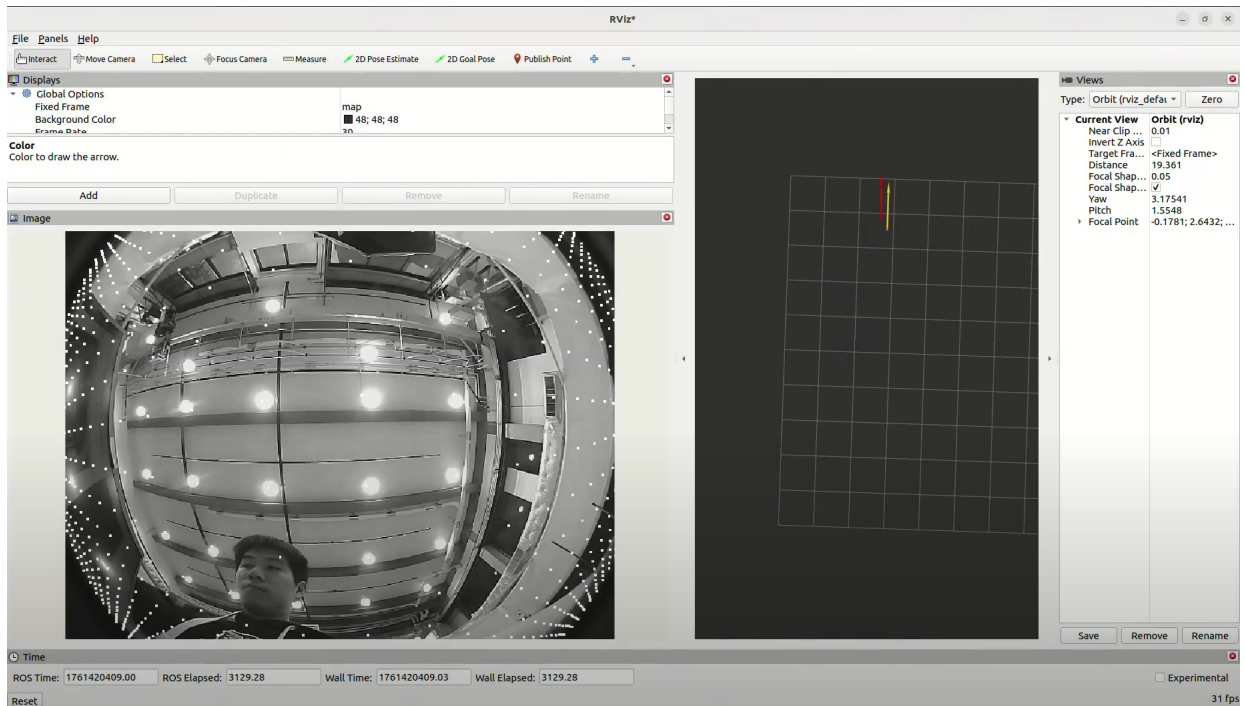 RViz*
File Panels Help
Interact Move Camera Select Focus Camera Measure 2D Pose Estimate 2D Goal Pose Publish Point
Displays
Global Options
Fixed Frame map
Background Color 48; 48; 48
Frame Rate 30
Color
Color to draw the arrow.
Add Duplicate Remove Rename
Image
Views
Type: Orbit (rviz_defau Zero
Current View Orbit (rviz)
Near Clip ... 0.01
Invert Z Axis
Target Fra... <Fixed Frame>
Distance 19.361
Focal Shap... 0.05
Focal Shap...
Yaw 3.17541
Pitch 1.5548
Focal Point -0.1781; 2.6432; ...
Save Remove Rename
Time
ROS Time: 1761420409.00 ROS Elapsed: 3129.28 Wall Time: 1761420409.03 Wall Elapsed: 3129.28 Experimental
Reset 31 fps